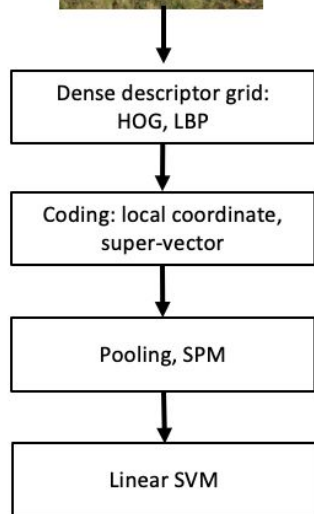 Dense descriptor grid:
HOG, LBP
Coding: local coordinate,
super-vector
Pooling, SPM
Linear SVM